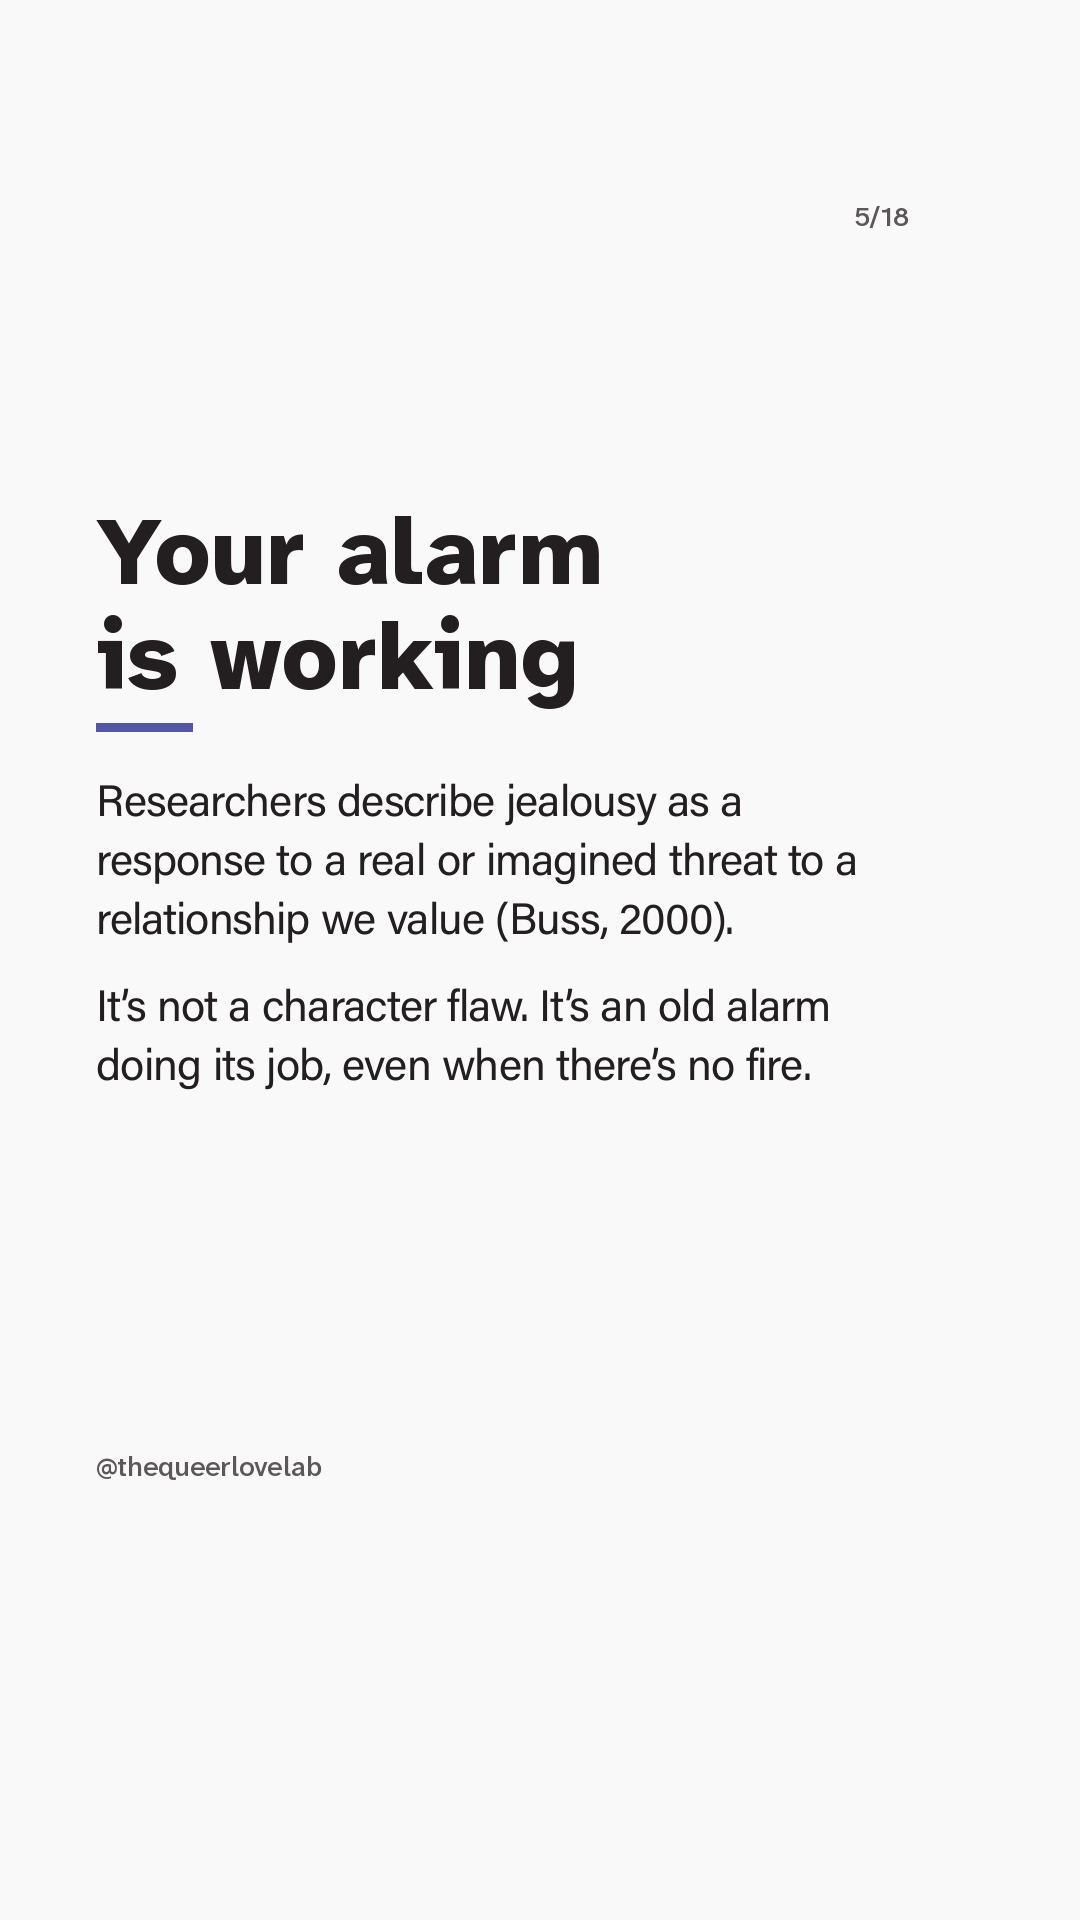 5/18
Your alarm
is working
Researchers describe jealousy as a
response to a real or imagined threat to a
relationship we value (Buss, 2000).
It’s not a character flaw. It’s an old alarm
doing its job, even when there’s no fire.
@thequeerlovelab